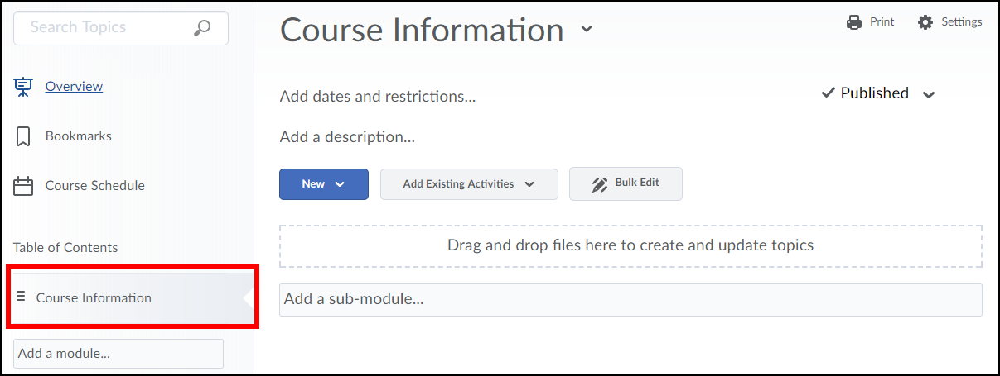 Search Topics
Overview
Bookmarks
Course Schedule
Table of Contents
Course Information
Add a module...
Course Information
Print
Settings
Add dates and restrictions...
Published
Add a description...
New
Add Existing Activities
Bulk Edit
Drag and drop files here to create and update topics
Add a sub-module...